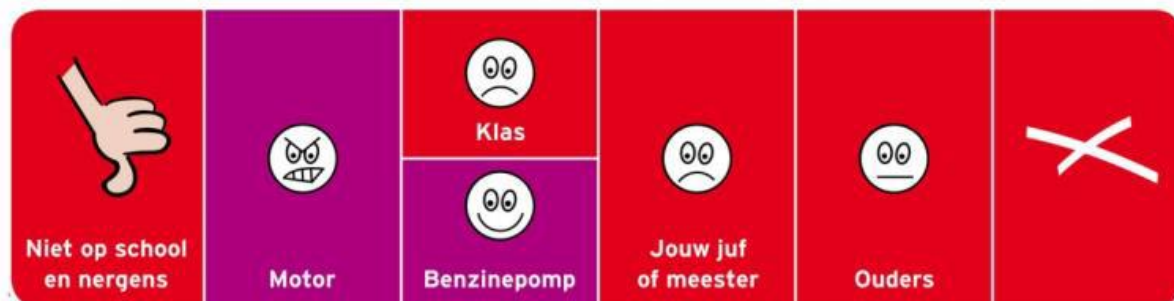 Niet op school
en nergens
Motor
Klas
Benzinepomp
Jouw juf
of meester
Ouders